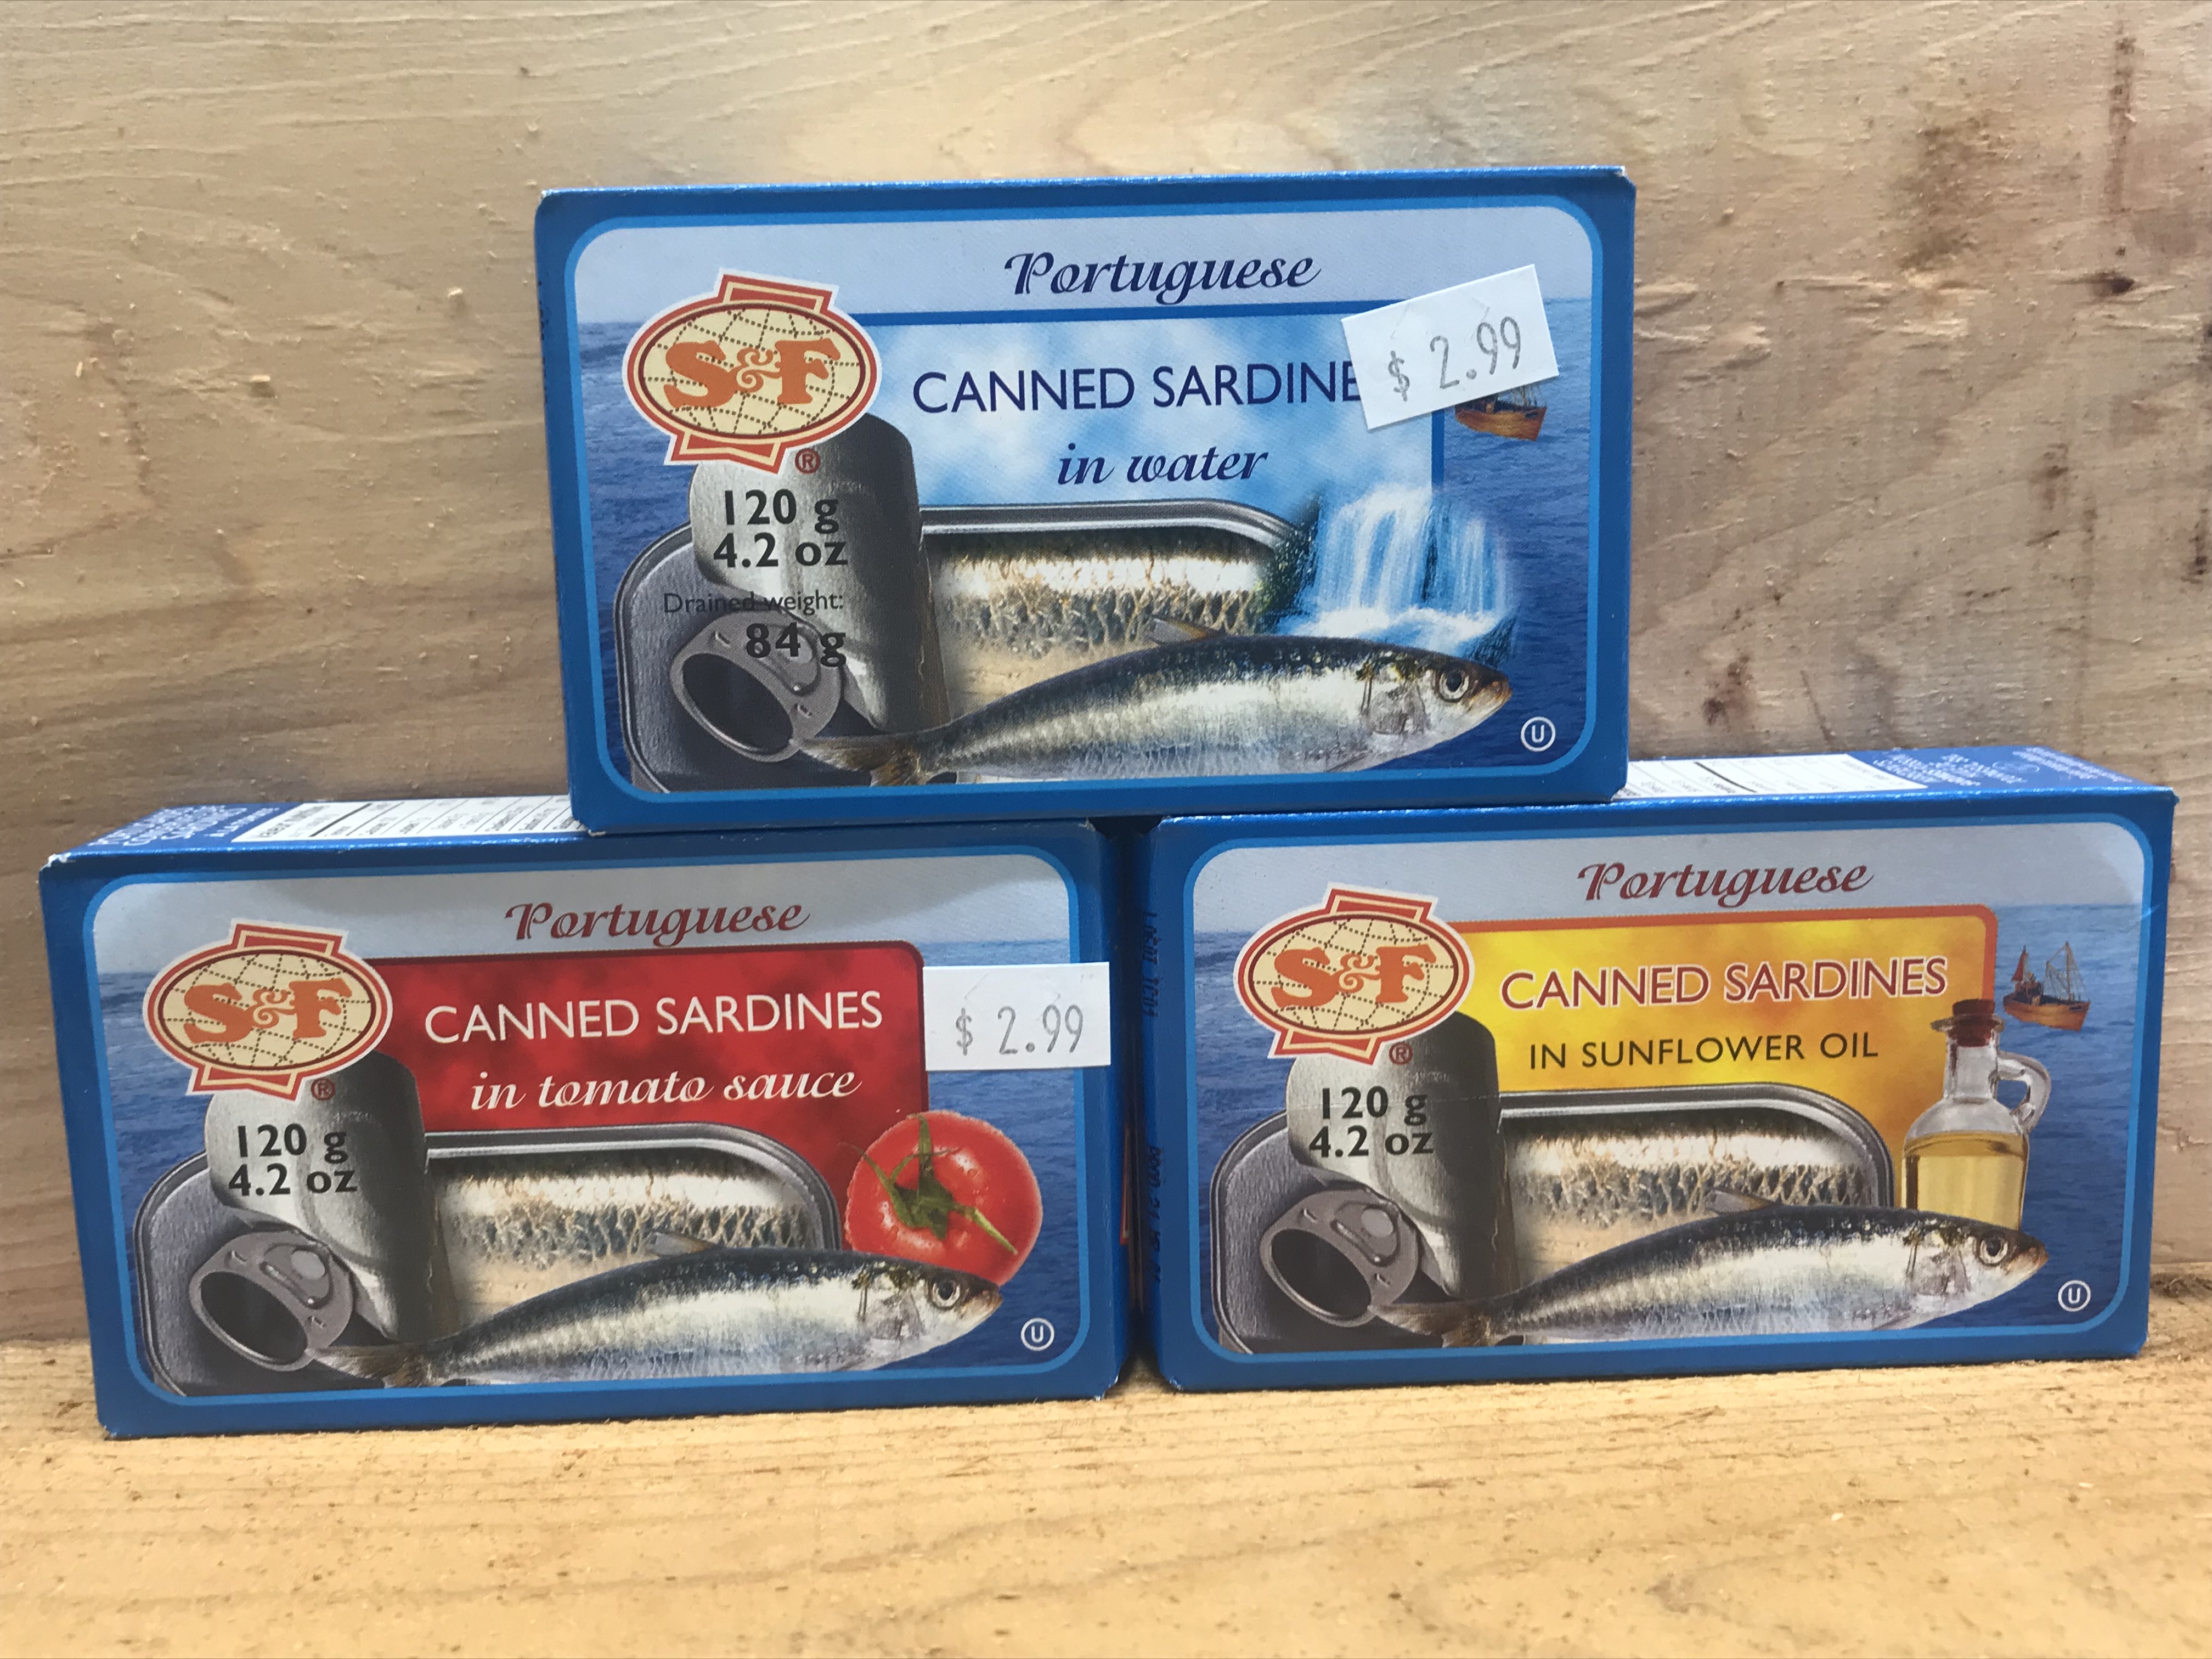 Portuguese
S&F
®
CANNED SARDINE
$ 2.99
in water
120 g
4.2 oz
Drained weight:
84 g
U
Portuguese
S&F
®
CANNED SARDINES
in tomato sauce
$ 2.99
120 g
4.2 oz
U
Portuguese
S&F
®
CANNED SARDINES
IN SUNFLOWER OIL
120 g
4.2 oz
U